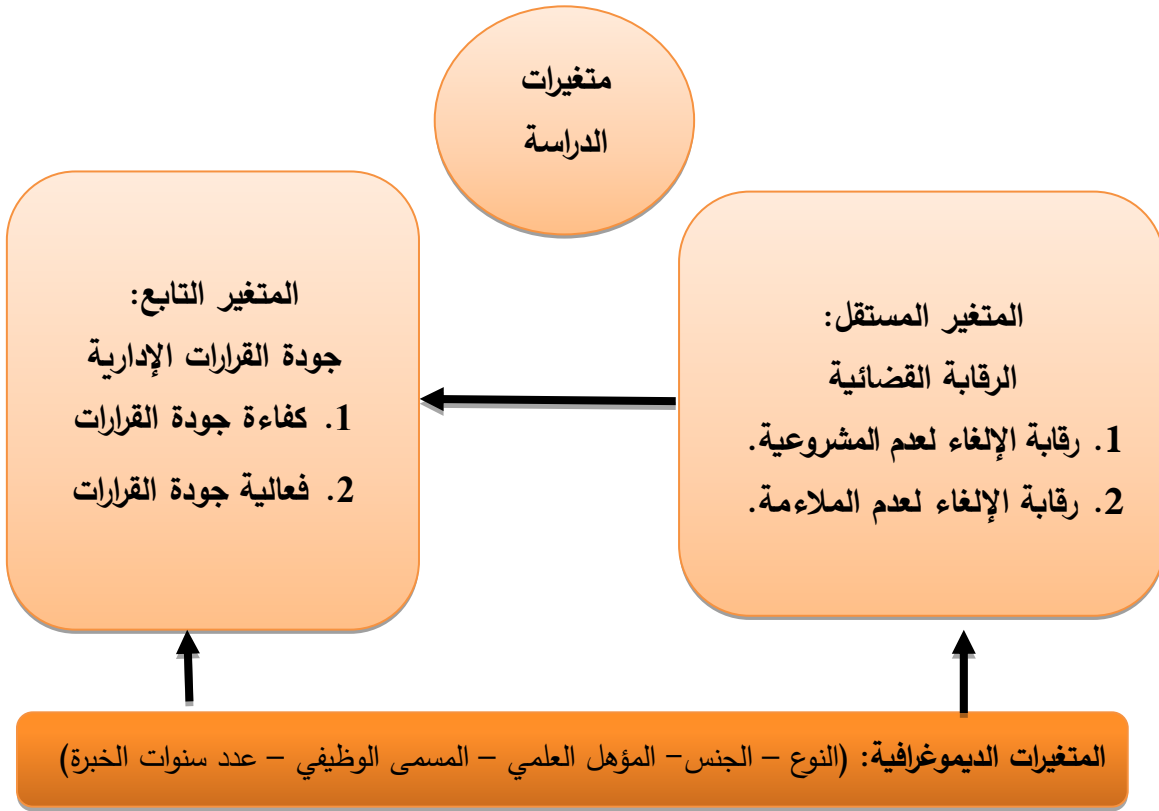 متغيرات
الدراسة
المتغير المستقل:
الرقابة القضائية
1. رقابة الإلغاء لعدم المشروعية.
2. رقابة الإلغاء لعدم الملاءمة.
المتغير التابع:
جودة القرارات الإدارية
1. كفاءة جودة القرارات
2. فعالية جودة القرارات
المتغيرات الديموغرافية: (النوع – الجنس– المؤهل العلمي – المسمى الوظيفي – عدد سنوات الخبرة)